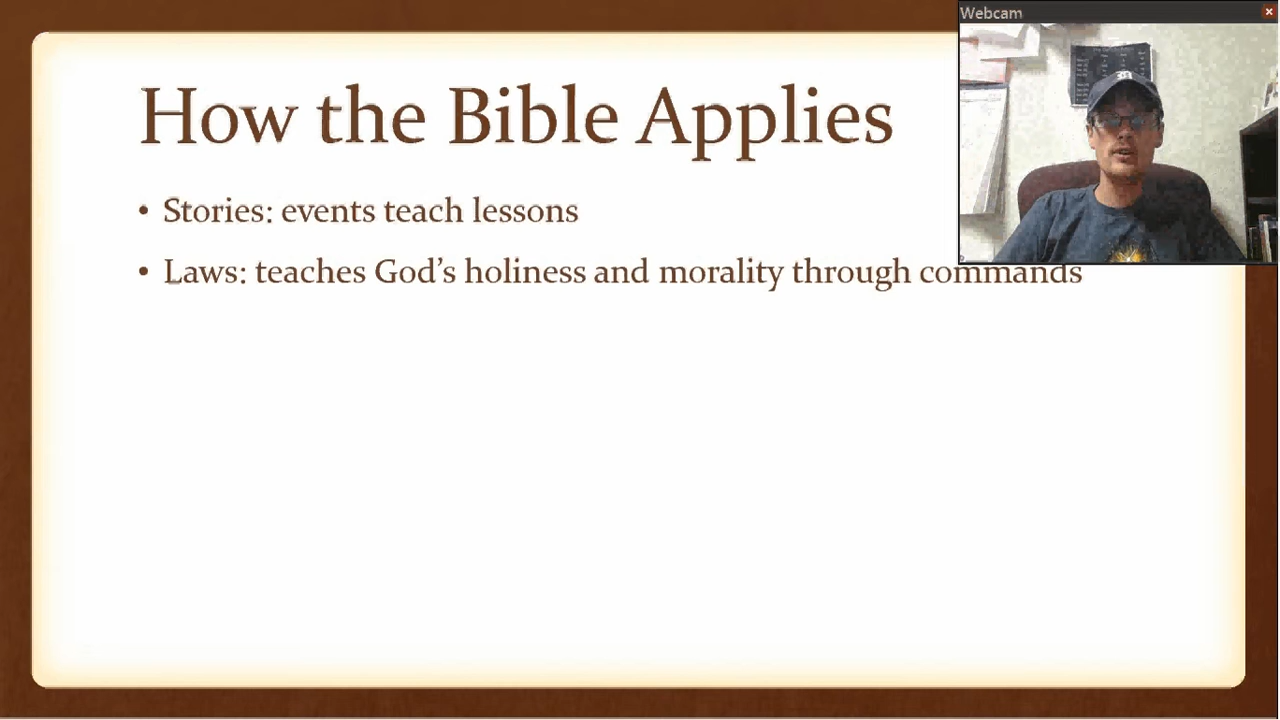 Webcam
How the Bible Applies
• Stories: events teach lessons
• Laws: teaches God's holiness and morality through commands